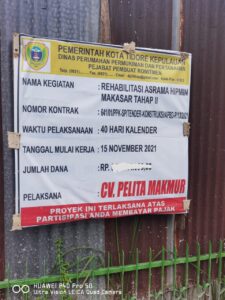 PEMERINTAH KOTA TIDORE KEPULAUAN
DINAS PERUMAHAN PERMUKIMAN DAN PERTANAHAN
PEJABAT PEMBUAT KOMITMEN
NAMA KEGIATAN : REHABILITASI ASRAMA HIPMIN
MAKASAR TAHAP II
NOMOR KONTRAK :
WAKTU PELAKSANAAN : 40 HARI KALENDER
TANGGAL MULAI KERJA : 15 NOVEMBER 2021
JUMLAH DANA : RP.
PELAKSANA : CV. PELITA MAKMUR
PROYEK INI TERLAKSANA ATAS
PARTISIPASI ANDA MEMBAYAR PAJAK
HUAWEI P40 Pro 5G
Ultra Vision LEICA Quad Camera